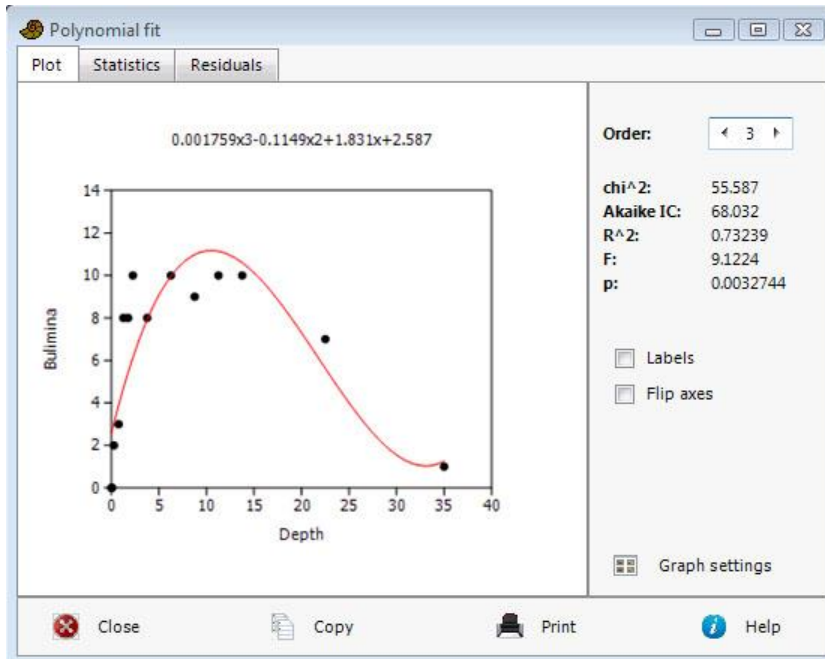 Polynomial fit
Plot Statistics Residuals
0.001759x3-0.1149x2+1.831x+2.587
14
12
10
8
6
4
2
0
Bulimina
0 5 10 15 20 25 30 35 40
Depth
Order: 3
chi^2: 55.587
Akaike IC: 68.032
R^2: 0.73239
F: 9.1224
p: 0.0032744
Labels
Flip axes
Graph settings
Close Copy Print Help